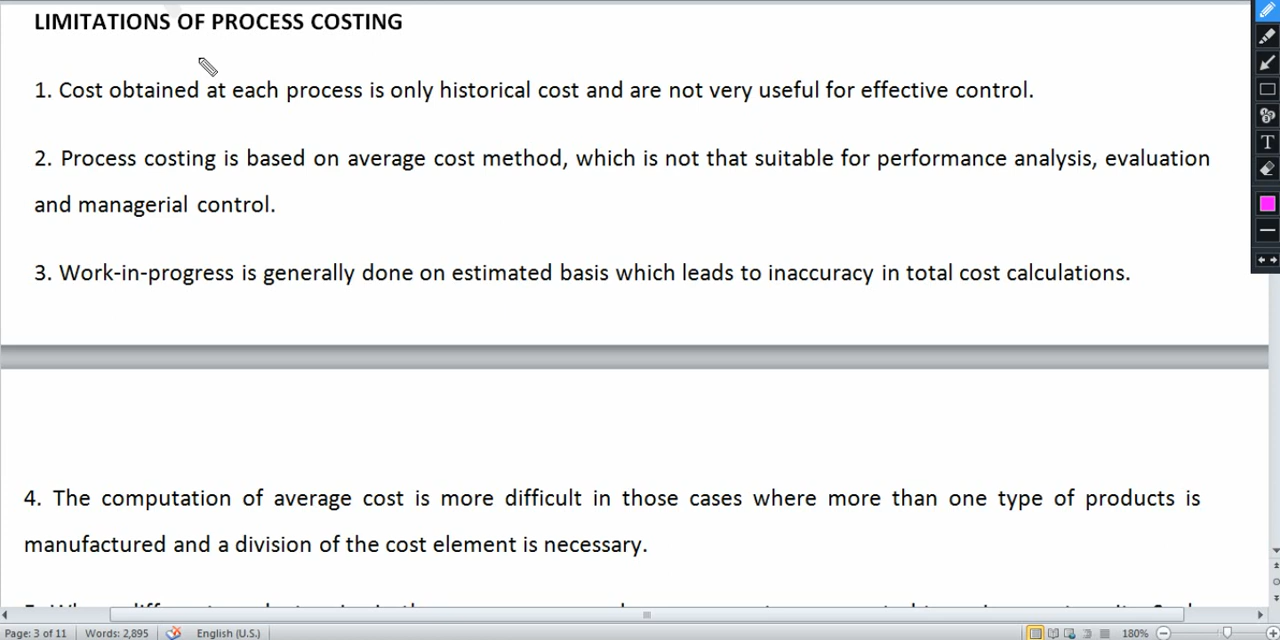 LIMITATIONS OF PROCESS COSTING
1. Cost obtained at each process is only historical cost and are not very useful for effective control.
2. Process costing is based on average cost method, which is not that suitable for performance analysis, evaluation
and managerial control.
3. Work-in-progress is generally done on estimated basis which leads to inaccuracy in total cost calculations.
4. The computation of average cost is more difficult in those cases where more than one type of products is
manufactured and a division of the cost element is necessary.
Page: 3 of 11 Words: 2,895 English (U.S.) 180%